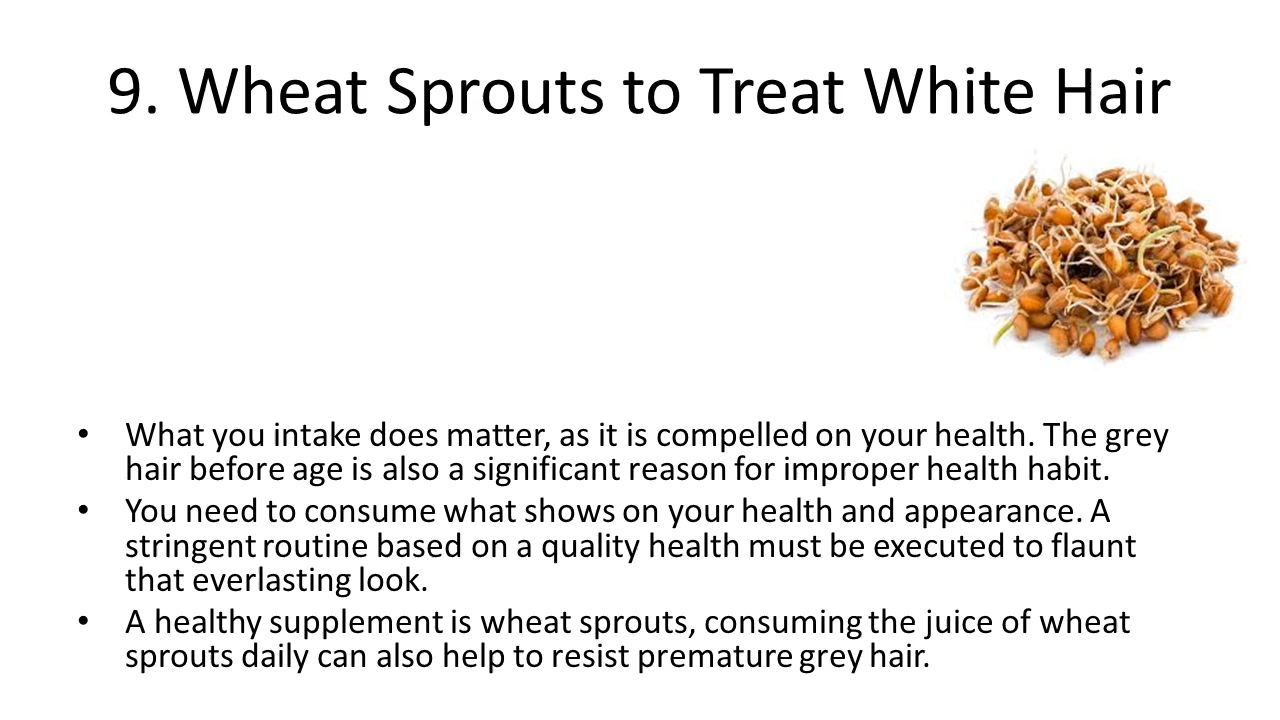 9. Wheat Sprouts to Treat White Hair
• What you intake does matter, as it is compelled on your health. The grey
hair before age is also a significant reason for improper health habit.
• You need to consume what shows on your health and appearance. A
stringent routine based on a quality health must be executed to flaunt
that everlasting look.
• A healthy supplement is wheat sprouts, consuming the juice of wheat
sprouts daily can also help to resist premature grey hair.